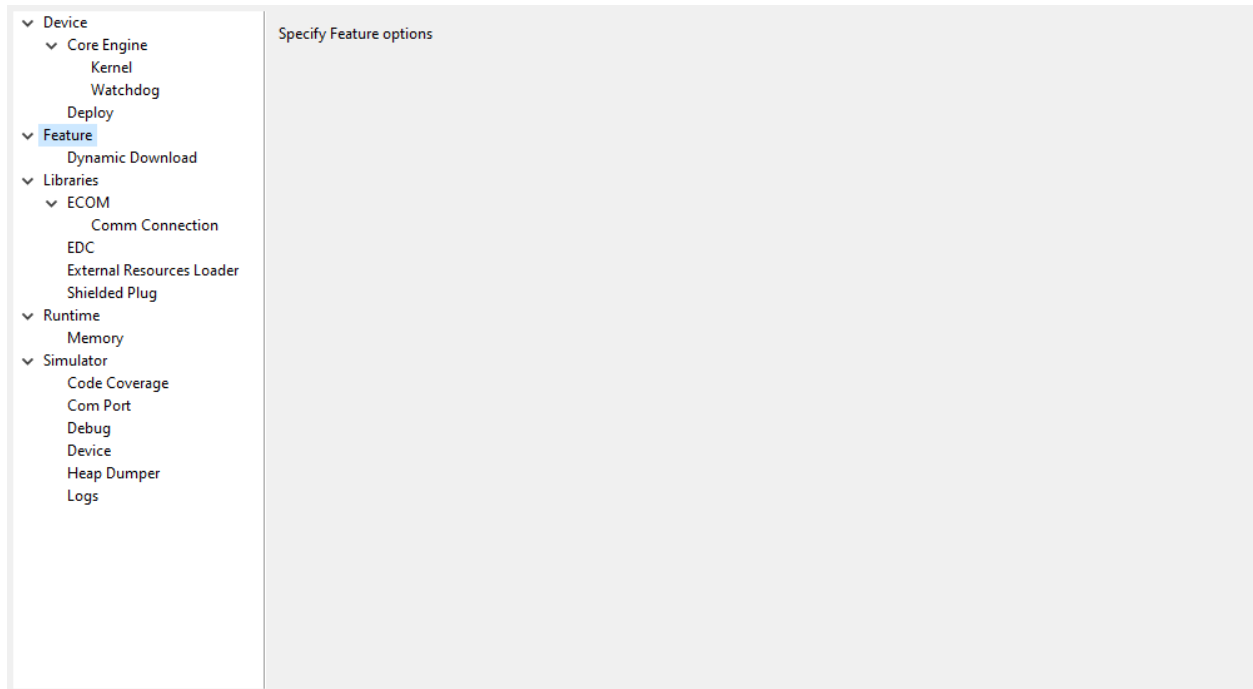 Device
Core Engine
Kernel
Watchdog
Deploy
Feature
Dynamic Download
Libraries
ECOM
Comm Connection
EDC
External Resources Loader
Shielded Plug
Runtime
Memory
Simulator
Code Coverage
Com Port
Debug
Device
Heap Dumper
Logs
Specify Feature options